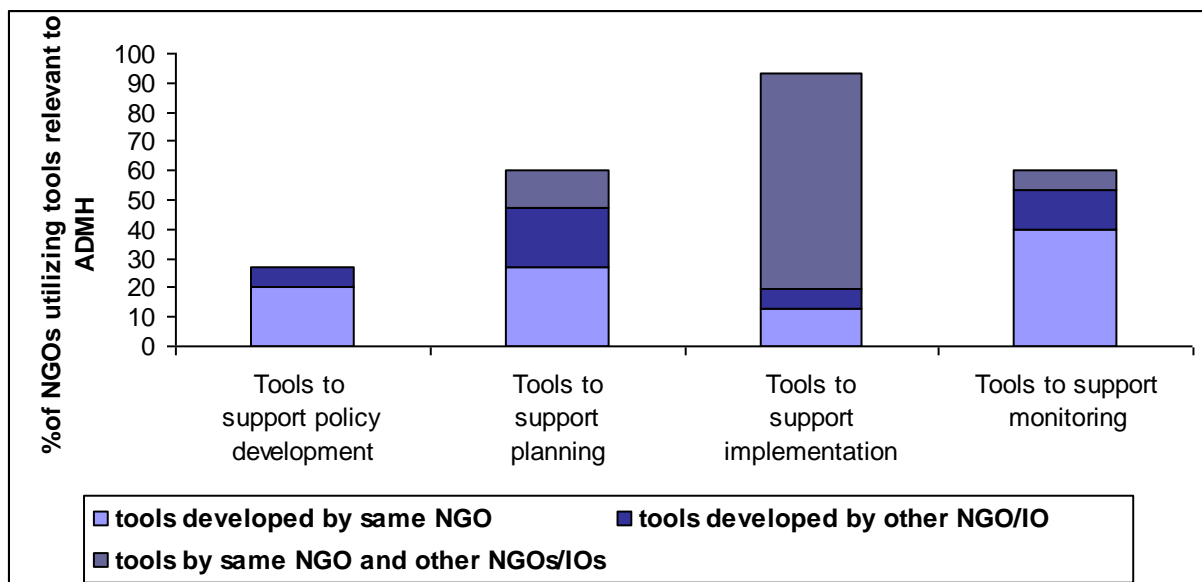 %of NGOs utilizing tools relevant to
ADMH
100
90
80
70
60
50
40
30
20
10
0
Tools to
support policy
development
Tools to
support
planning
Tools to
support
implementation
Tools to support
monitoring
tools developed by same NGO
tools developed by other NGO/IO
tools by same NGO and other NGOs/IOs